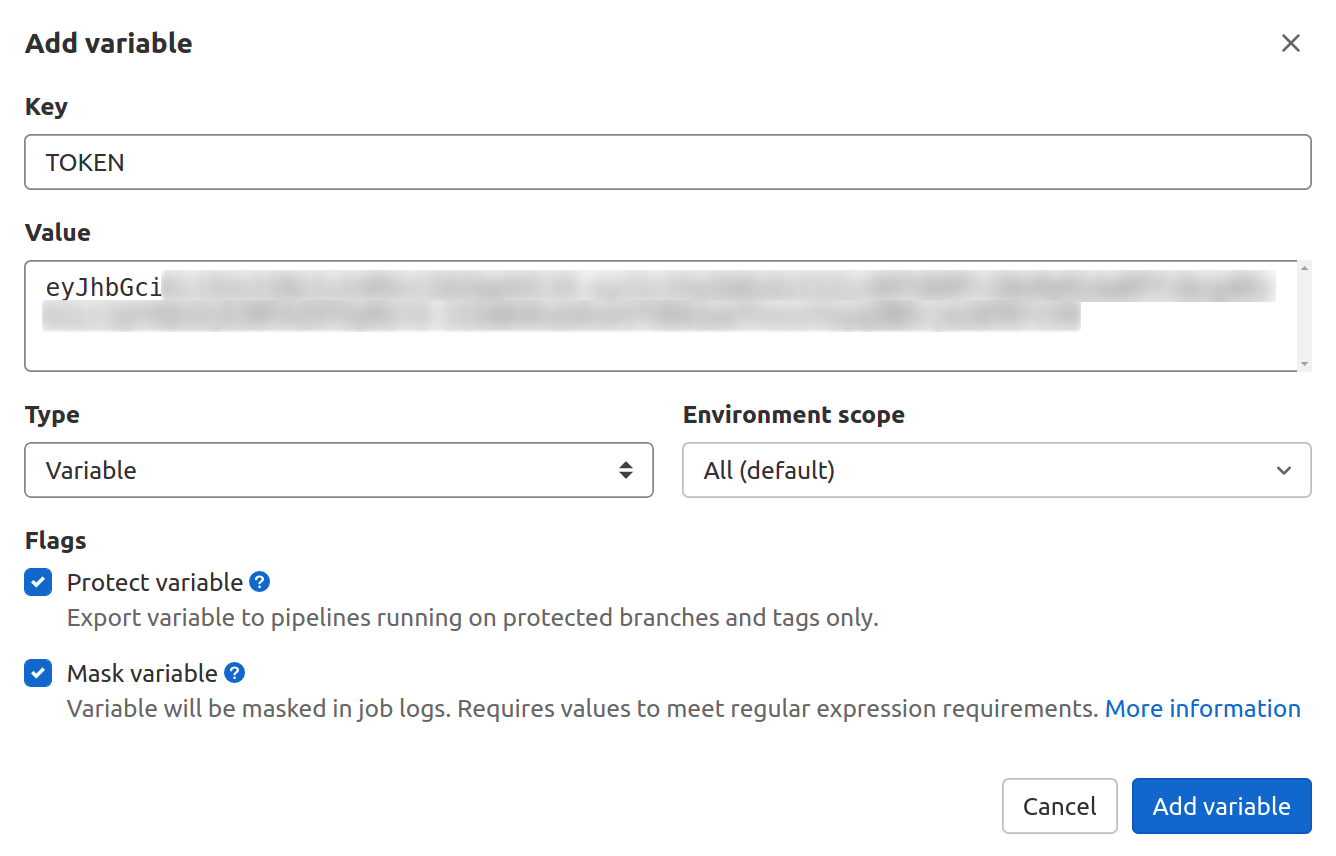 Add variable
Key
TOKEN
Value
eyJhbGci
Type
Environment scope
Variable
All (default)
Flags
Protect variable
Export variable to pipelines running on protected branches and tags only.
Mask variable
Variable will be masked in job logs. Requires values to meet regular expression requirements. More information
Cancel
Add variable